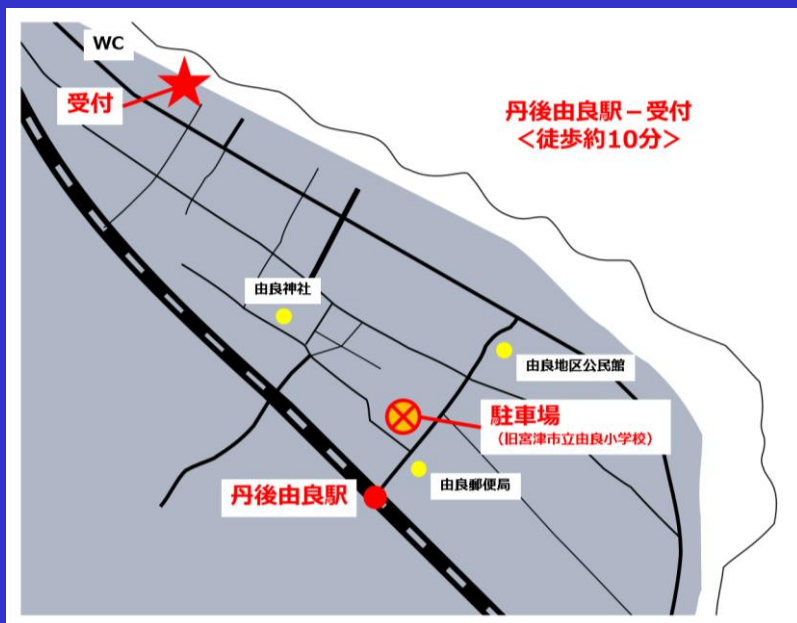 WC
受付
丹後由良駅－受付
＜徒歩約10分＞
由良神社
由良地区公民館
駐車場
（旧宮津市立由良小学校）
丹後由良駅
由良郵便局